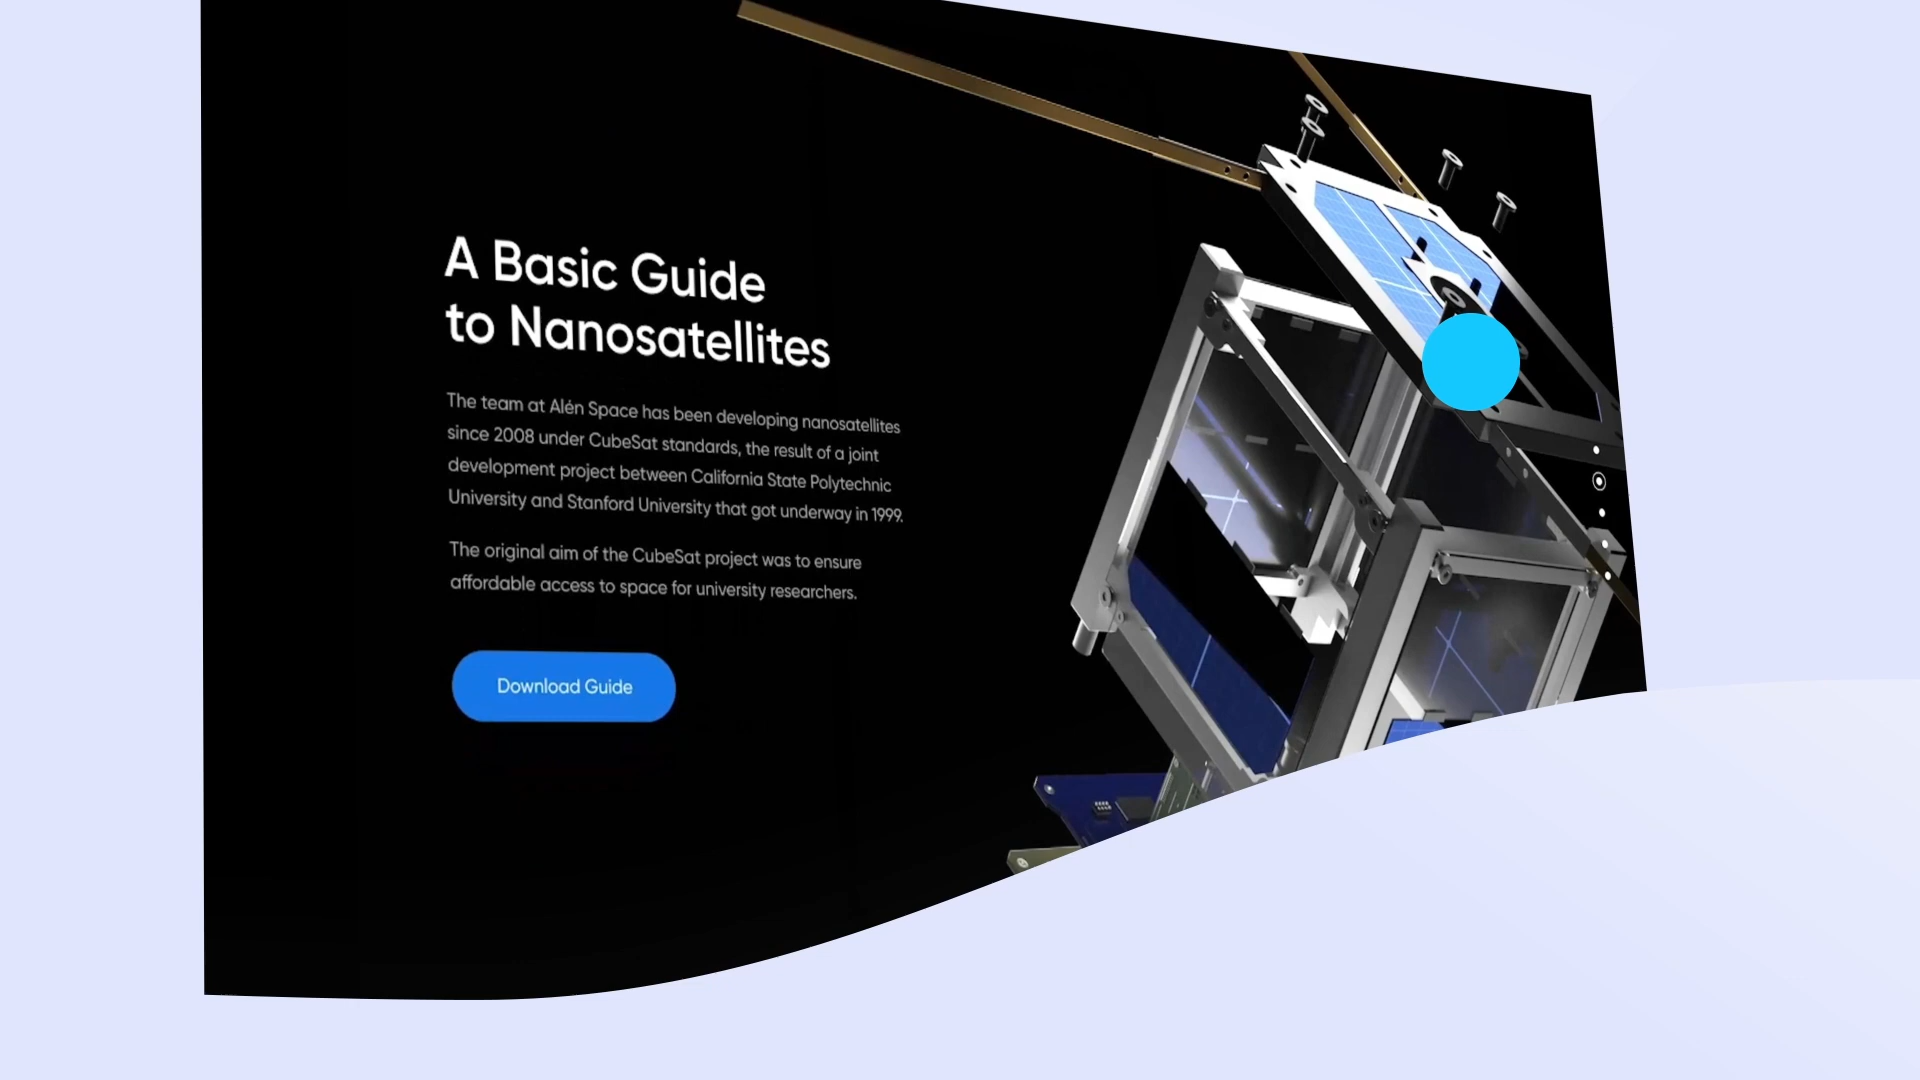 A Basic Guide
to Nanosatellites
The team at Alén Space has been developing nanosatellites
since 2008 under CubeSat standards, the result of a joint
development project between California State Polytechnic
University and Stanford University that got underway in 1999.
The original aim of the CubeSat project was to ensure
affordable access to space for university researchers.
Download Guide